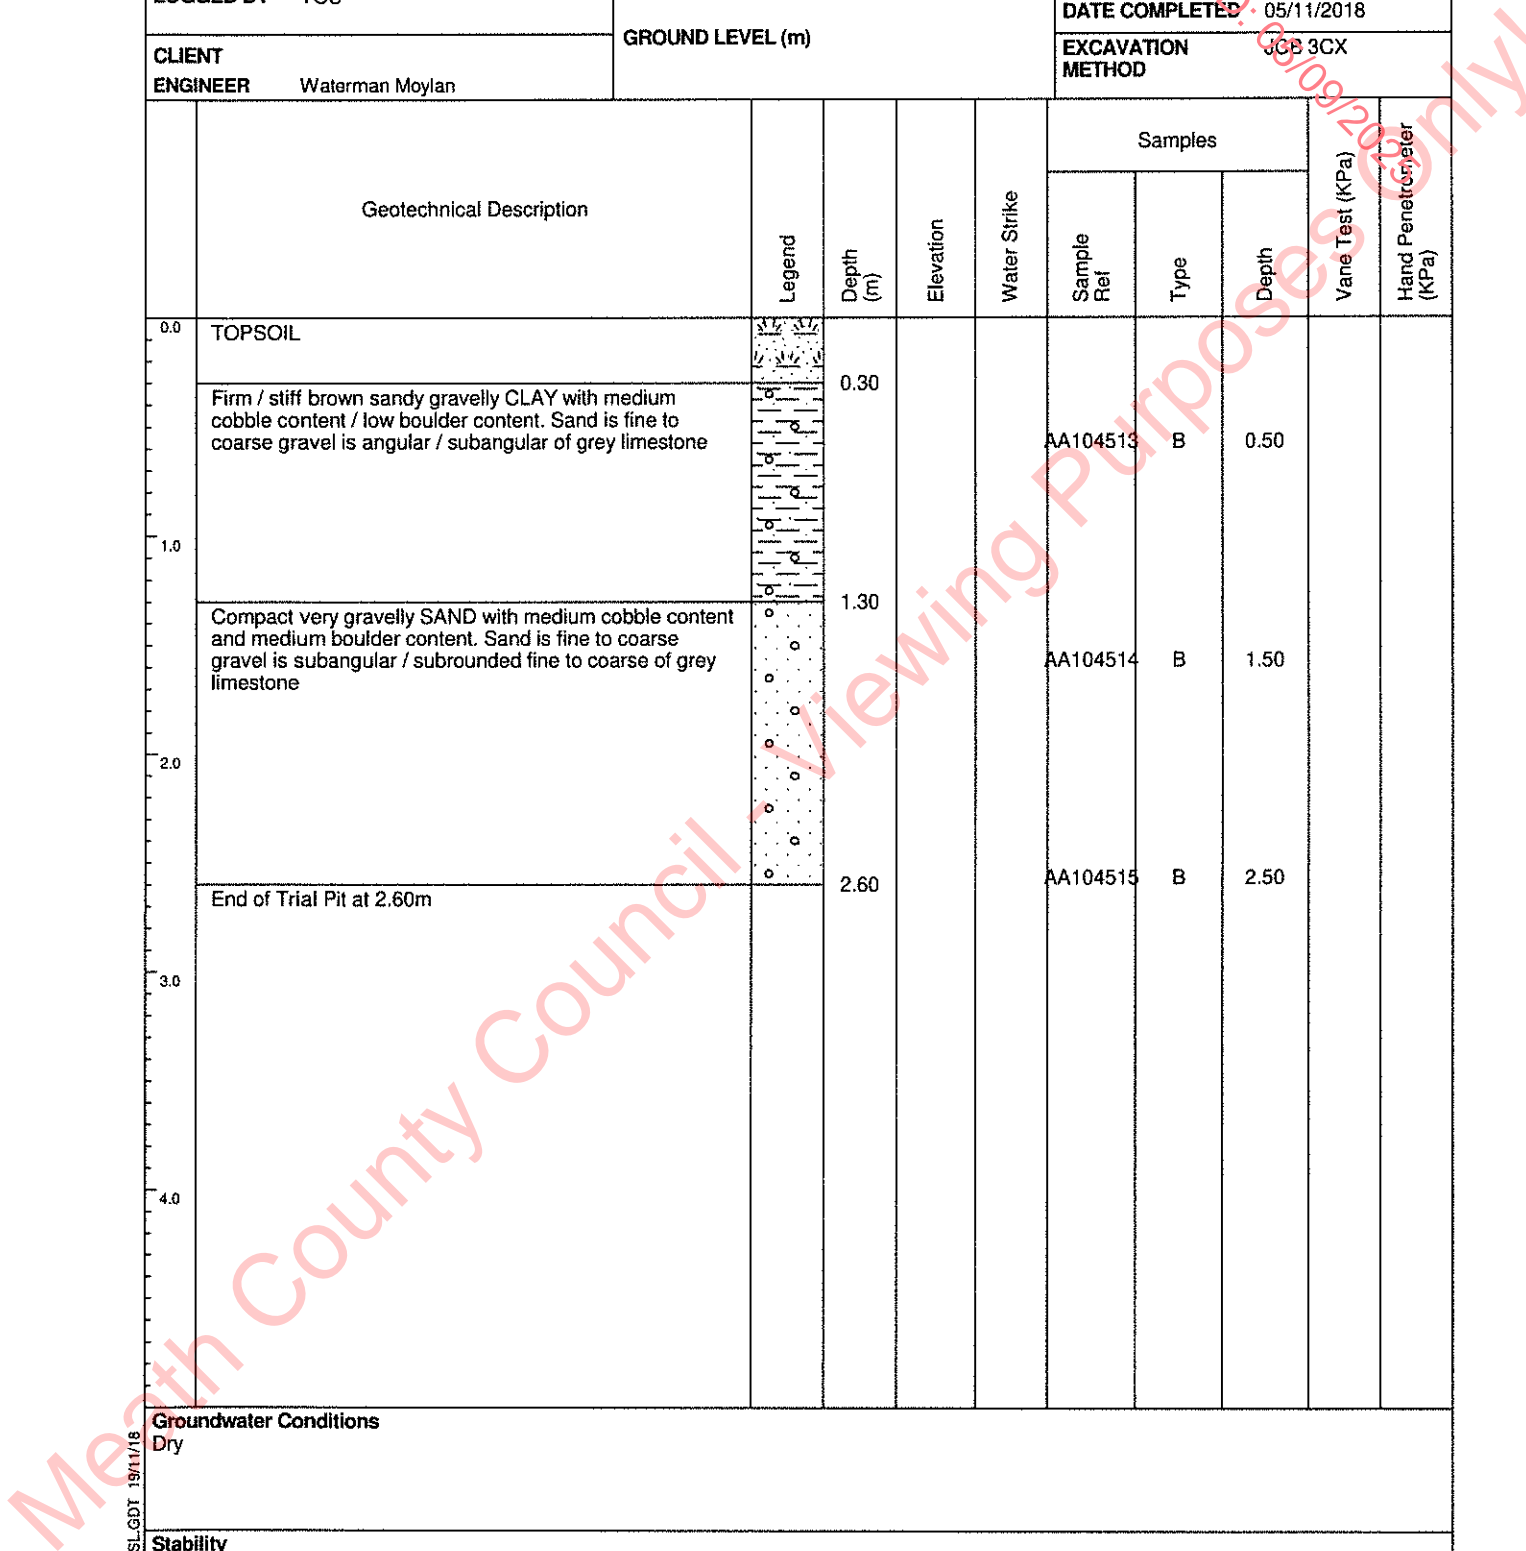 DATE COMPLETED 05/11/2018
CLIENT
ENGINEER Waterman Moylan
GROUND LEVEL (m)
EXCAVATION METHOD JCB 3CX
Geotechnical Description
Legend
Depth (m)
Elevation
Water Strike
Samples
Sample Ref
Type
Depth
Vane Test (KPa)
Hand Penetrometer (KPa)
0.0
TOPSOIL
0.30
Firm / stiff brown sandy gravelly CLAY with medium
cobble content / low boulder content. Sand is fine to
coarse gravel is angular / subangular of grey limestone
AA104513 B 0.50
1.0
1.30
Compact very gravelly SAND with medium cobble content
and medium boulder content. Sand is fine to coarse
gravel is subangular / subrounded fine to coarse of grey
limestone
AA104514 B 1.50
2.0
2.60
AA104515 B 2.50
End of Trial Pit at 2.60m
3.0
4.0
Groundwater Conditions
Dry
Stability
SL.GDT 19/11/18
Meath County Council - Viewing Purposes Only!
05/09/2025